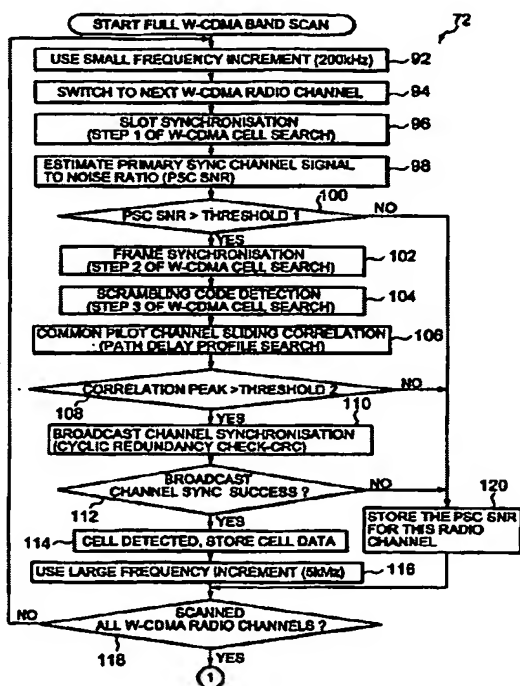 START FULL W-CDMA BAND SCAN
72
USE SMALL FREQUENCY INCREMENT (200kHz)
92
SWITCH TO NEXT W-CDMA RADIO CHANNEL
94
SLOT SYNCHRONISATION
(STEP 1 OF W-CDMA CELL SEARCH)
96
ESTIMATE PRIMARY SYNC CHANNEL SIGNAL
TO NOISE RATIO (PSC SNR)
98
100
PSC SNR > THRESHOLD 1
NO
YES
FRAME SYNCHRONISATION
(STEP 2 OF W-CDMA CELL SEARCH)
102
SCRAMBLING CODE DETECTION
(STEP 3 OF W-CDMA CELL SEARCH)
104
COMMON PILOT CHANNEL SLIDING CORRELATION
(PATH DELAY PROFILE SEARCH)
106
CORRELATION PEAK >THRESHOLD 2
NO
108
YES
110
BROADCAST CHANNEL SYNCHRONISATION
(CYCLIC REDUNDANCY CHECK-CRC)
BROADCAST
CHANNEL SYNC SUCCESS ?
NO
112
YES
120
STORE THE PSC SNR
FOR THIS RADIO
CHANNEL
114
CELL DETECTED, STORE CELL DATA
USE LARGE FREQUENCY INCREMENT (5MHz)
116
NO
SCANNED
ALL W-CDMA RADIO CHANNELS ?
118
YES
1